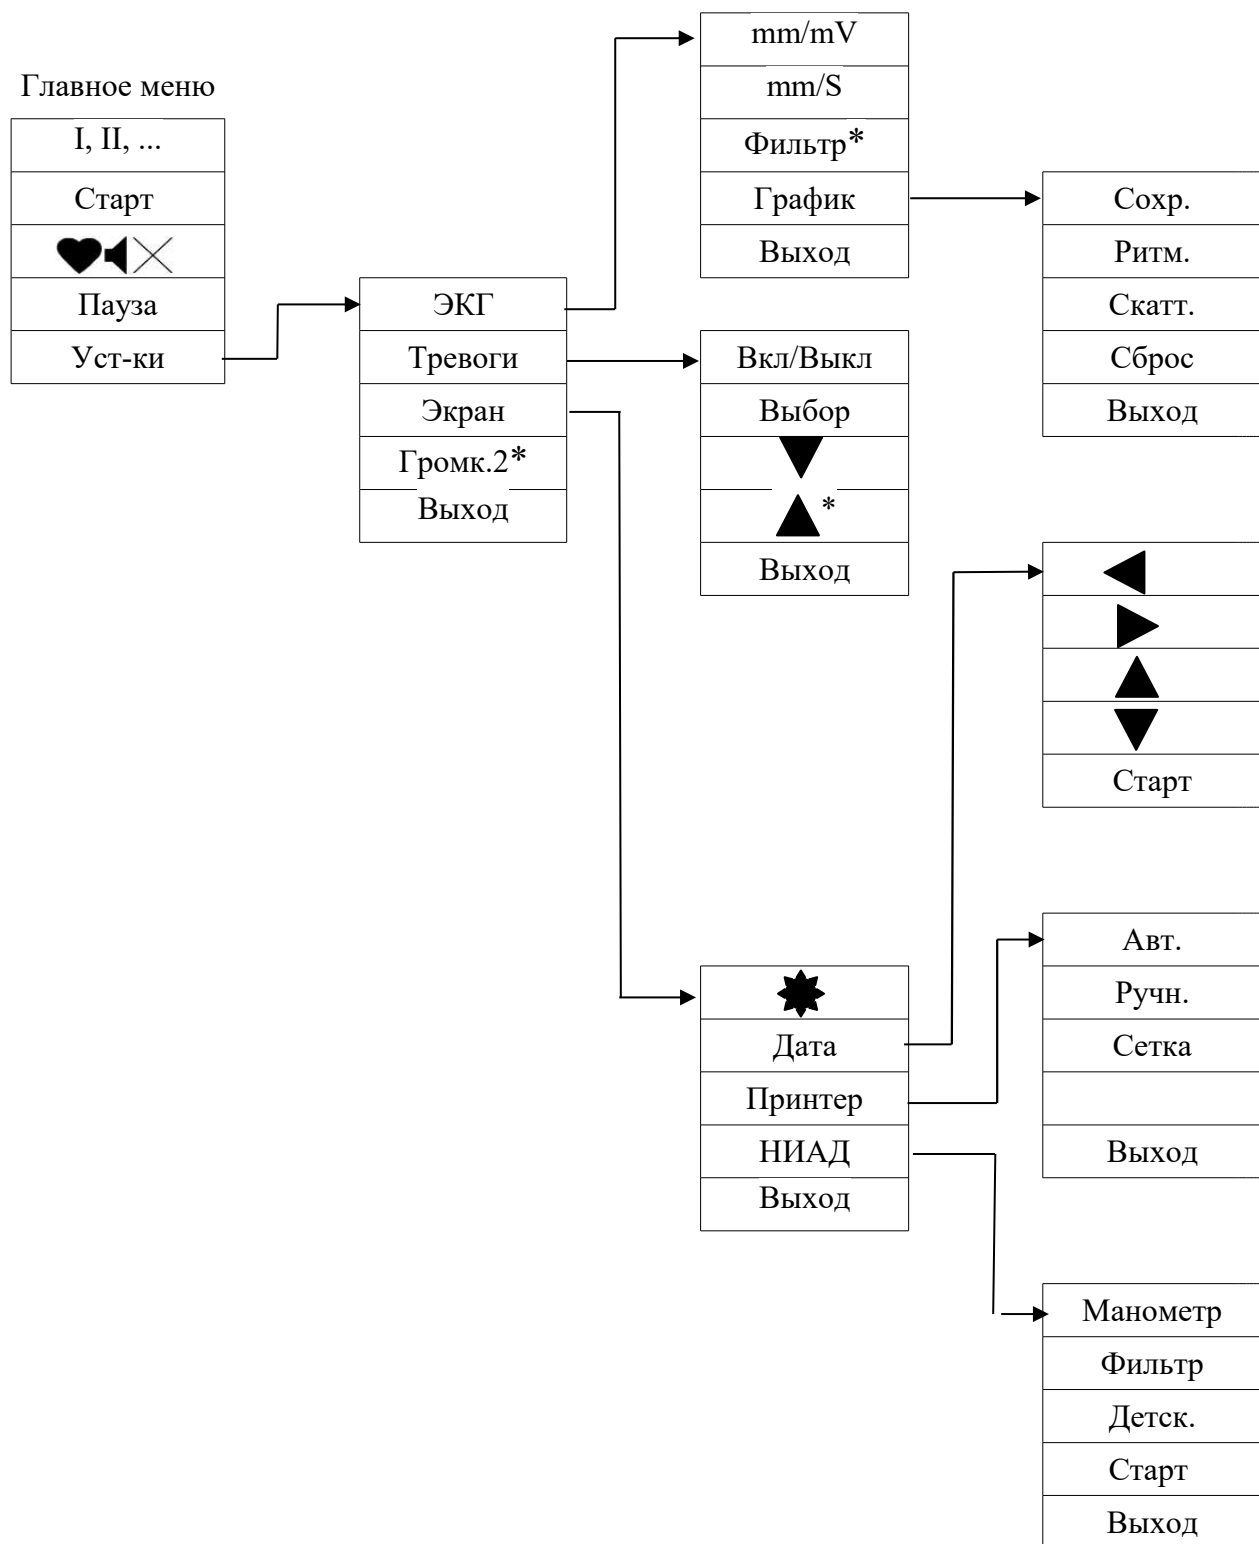 Главное меню
I, II, ...
Старт
Пауза
Уст-ки
ЭКГ
Тревоги
Экран
Громк.2*
Выход
mm/mV
mm/S
Фильтр*
График
Выход
Сохр.
Ритм.
Скатт.
Сброс
Выход
Вкл/Выкл
Выбор
*
Выход
Старт
Дата
Принтер
НИАД
Выход
Авт.
Ручн.
Сетка
Выход
Манометр
Фильтр
Детск.
Старт
Выход